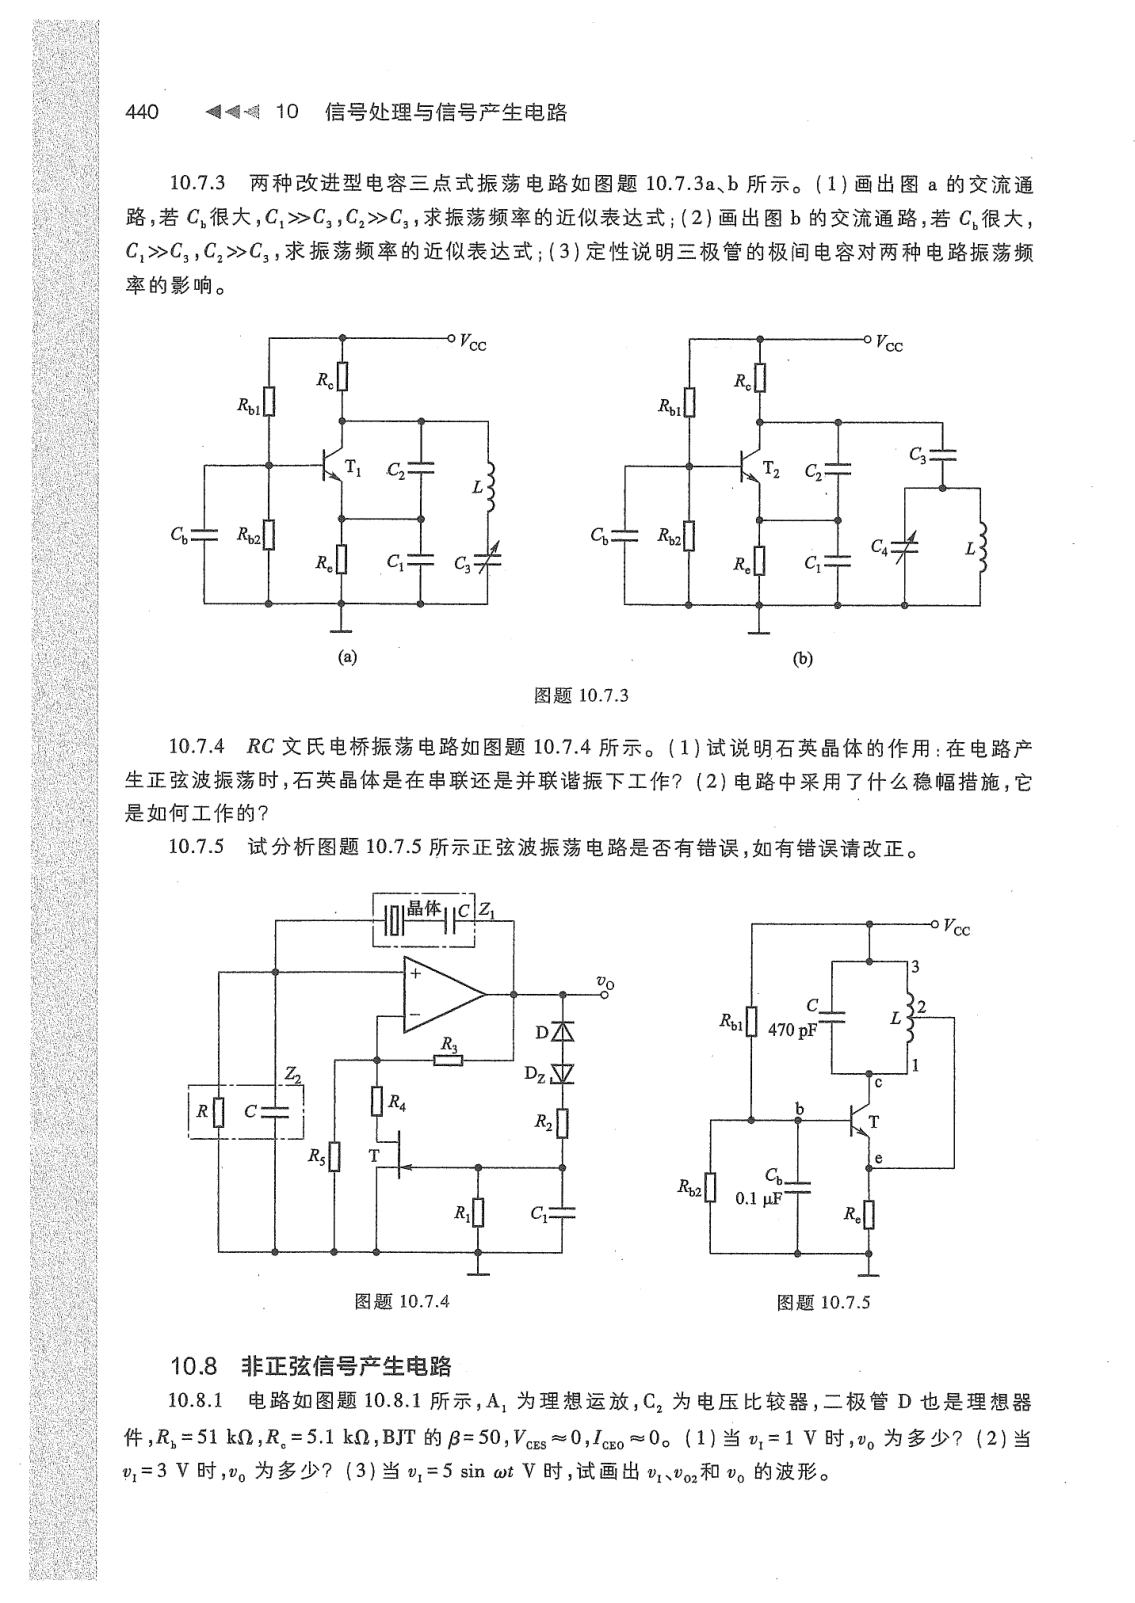 440 10 信号处理与信号产生电路
10.7.3 两种改进型电容三点式振荡电路如图题 10.7.3a、b 所示。(1)画出图 a 的交流通
路,若 C_b很大,C_1>>C_3,C_2>>C_3,求振荡频率的近似表达式;(2)画出图 b 的交流通路,若 C_b很大,
C_1>>C_3,C_2>>C_3,求振荡频率的近似表达式;(3)定性说明三极管的极间电容对两种电路振荡频
率的影响。
V_CC
R_c
R_b1
T_1
C_2
L
C_b
R_b2
R_e
C_1
C_3
(a)
V_CC
R_c
R_b1
C_3
T_2
C_2
C_b
R_b2
R_e
C_1
C_4
L
(b)
图题 10.7.3
10.7.4 RC 文氏电桥振荡电路如图题 10.7.4 所示。(1)试说明石英晶体的作用:在电路产
生正弦波振荡时,石英晶体是在串联还是并联谐振下工作?(2)电路中采用了什么稳幅措施,它
是如何工作的?
10.7.5 试分析图题 10.7.5 所示正弦波振荡电路是否有错误,如有错误请改正。
晶体 C Z_1
+
−
v_O
D
R_3
D_Z
Z_2
R
C
R_4
R_2
R_5
T
R_1
C_1
图题 10.7.4
V_CC
3
C
470 pF
L
2
R_b1
1
c
b
T
e
R_b2
C_b
0.1 μF
R_e
图题 10.7.5
10.8 非正弦信号产生电路
10.8.1 电路如图题 10.8.1 所示,A_1 为理想运放,C_2 为电压比较器,二极管 D 也是理想器
件,R_b=51 kΩ,R_c=5.1 kΩ,BJT 的 β=50,V_CES≈0,I_CEO≈0。(1)当 v_I=1 V 时,v_O 为多少?(2)当
v_I=3 V 时,v_O 为多少?(3)当 v_I=5 sin ωt V 时,试画出 v_I、v_O2和 v_O 的波形。